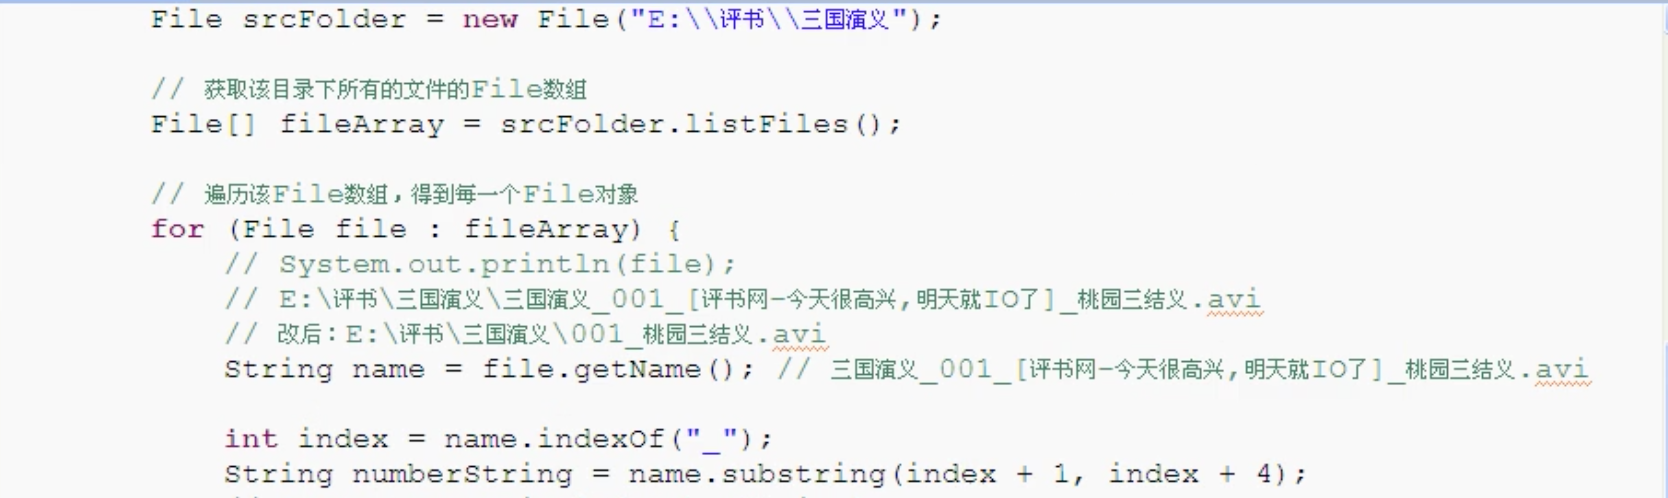 File srcFolder = new File("E:\\评书\\三国演义");
// 获取该目录下所有的文件的File数组
File[] fileArray = srcFolder.listFiles();
// 遍历该File数组，得到每一个File对象
for (File file : fileArray) {
// System.out.println(file);
// E:\评书\三国演义\三国演义_001_[评书网-今天很高兴,明天就IO了]_桃园三结义.avi
// 改后：E:\评书\三国演义\001_桃园三结义.avi
String name = file.getName(); // 三国演义_001_[评书网-今天很高兴,明天就IO了]_桃园三结义.avi
int index = name.indexOf("_");
String numberString = name.substring(index + 1, index + 4);